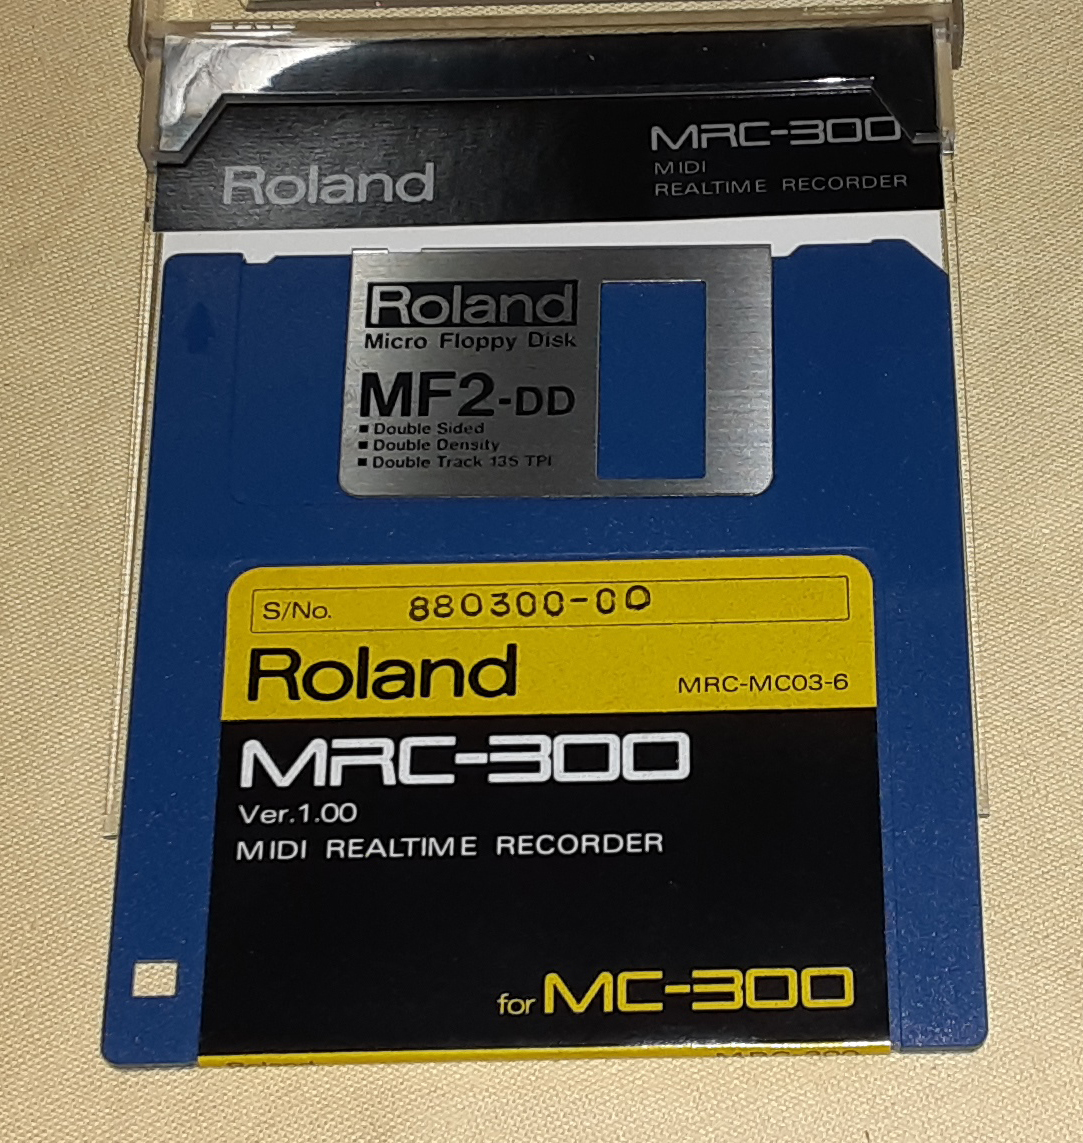 Roland
MRC-300
MIDI
REALTIME RECORDER
Roland
Micro Floppy Disk
MF2-DD
■ Double Sided
■ Double Density
■ Double Track 135 TPI
S/No. 880300-00
Roland
MRC-MC03-6
MRC-300
Ver.1.00
MIDI REALTIME RECORDER
for MC-300